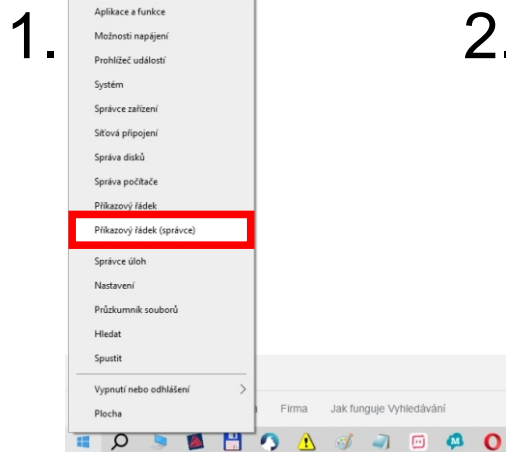 1.
2.
Aplikace a funkce
Možnosti napájení
Prohlížeč událostí
Systém
Správce zařízení
Síťová připojení
Správa disků
Správa počítače
Příkazový řádek
Příkazový řádek (správce)
Správce úloh
Nastavení
Průzkumník souborů
Hledat
Spustit
Vypnutí nebo odhlášení
Plocha
Firma Jak funguje Vyhledávání